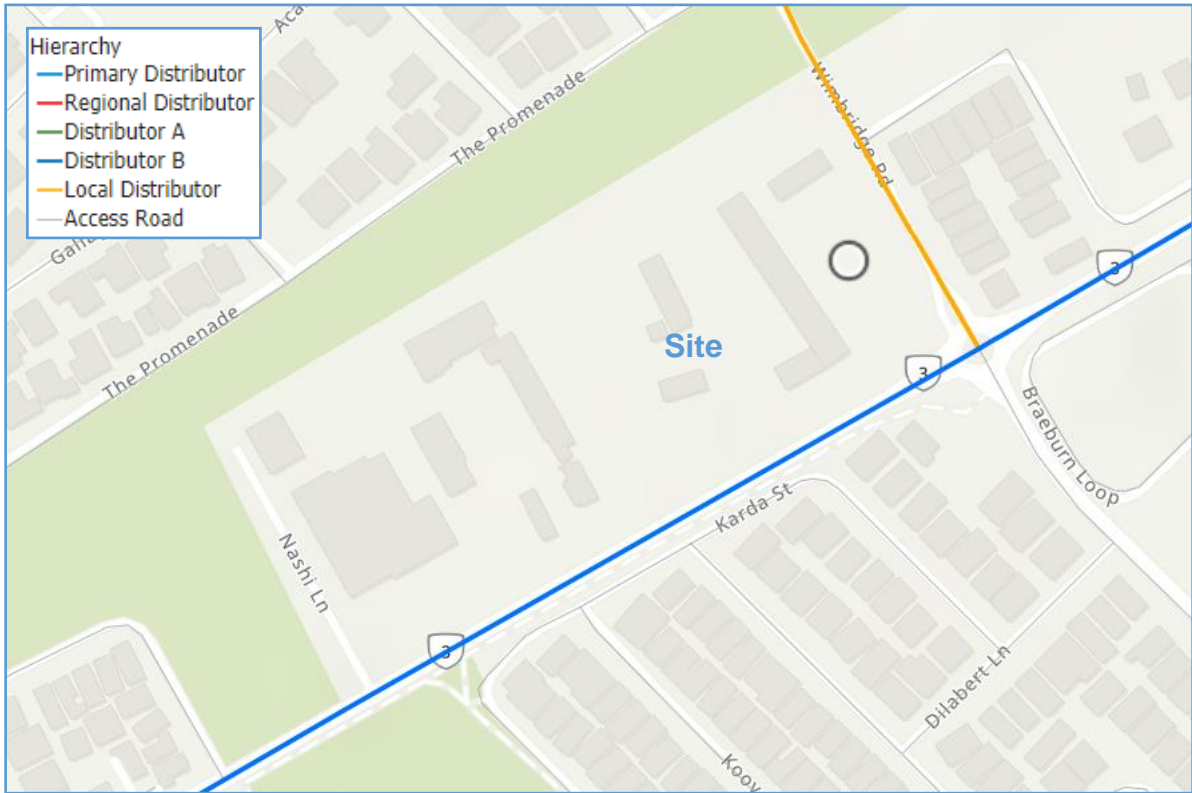 Hierarchy
Primary Distributor
Regional Distributor
Distributor A
Distributor B
Local Distributor
Access Road
The Promenade
Wimbridge Rd
3
Site
3
The Promenade
Braeburn Loop
Karda St
Nashi Ln
3
Dilabert Ln